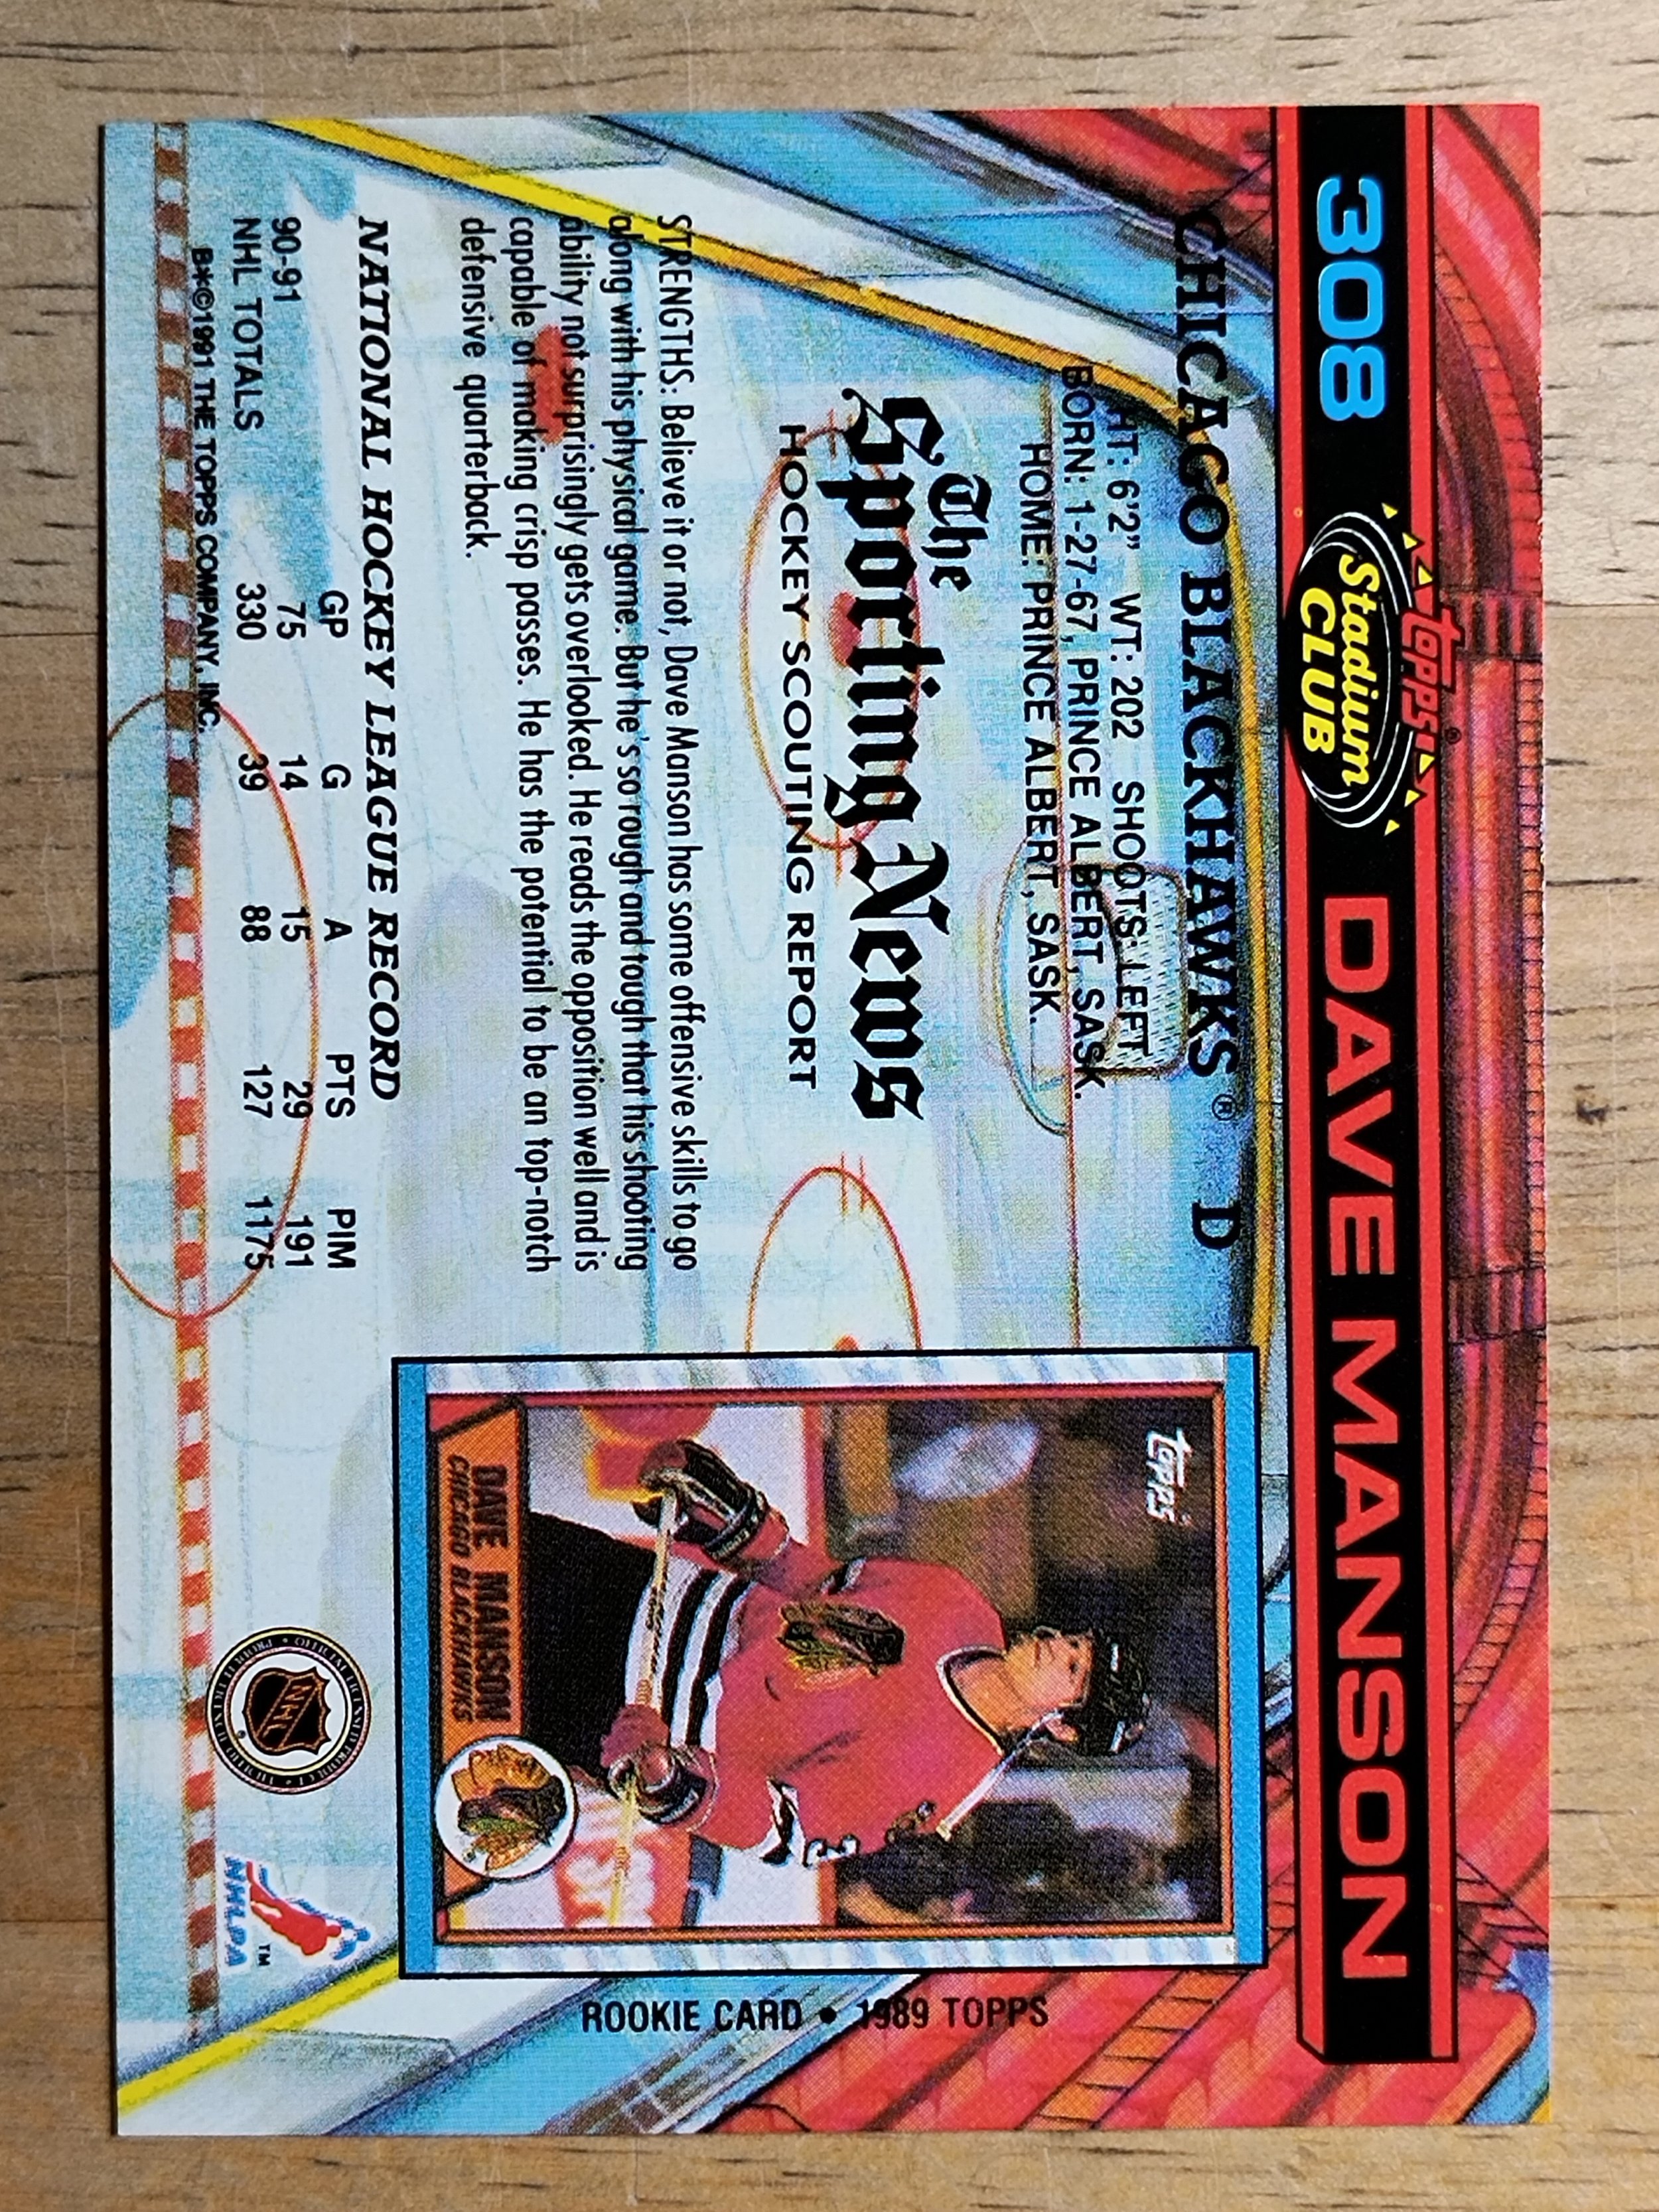 308
Topps®
Stadium
CLUB
DAVE MANSON
CHICAGO BLACKHAWKS® D
HT: 6'2" WT: 202 SHOOTS: LEFT
BORN: 1-27-67, PRINCE ALBERT, SASK.
HOME: PRINCE ALBERT, SASK.
The
Sporting News
HOCKEY SCOUTING REPORT
STRENGTHS: Believe it or not, Dave Manson has some offensive skills to go
along with his physical game. But he's so rough and tough that his shooting
ability not surprisingly gets overlooked. He reads the opposition well and is
capable of making crisp passes. He has the potential to be an top-notch
defensive quarterback.
NATIONAL HOCKEY LEAGUE RECORD
GP G A PTS PIM
90-91 75 14 15 29 191
NHL TOTALS 330 39 88 127 1175
B*©1991 THE TOPPS COMPANY, INC.
Topps
DAVE MANSON
CHICAGO BLACKHAWKS
ROOKIE CARD • 1989 TOPPS
NHL
®
NHLPA
TM